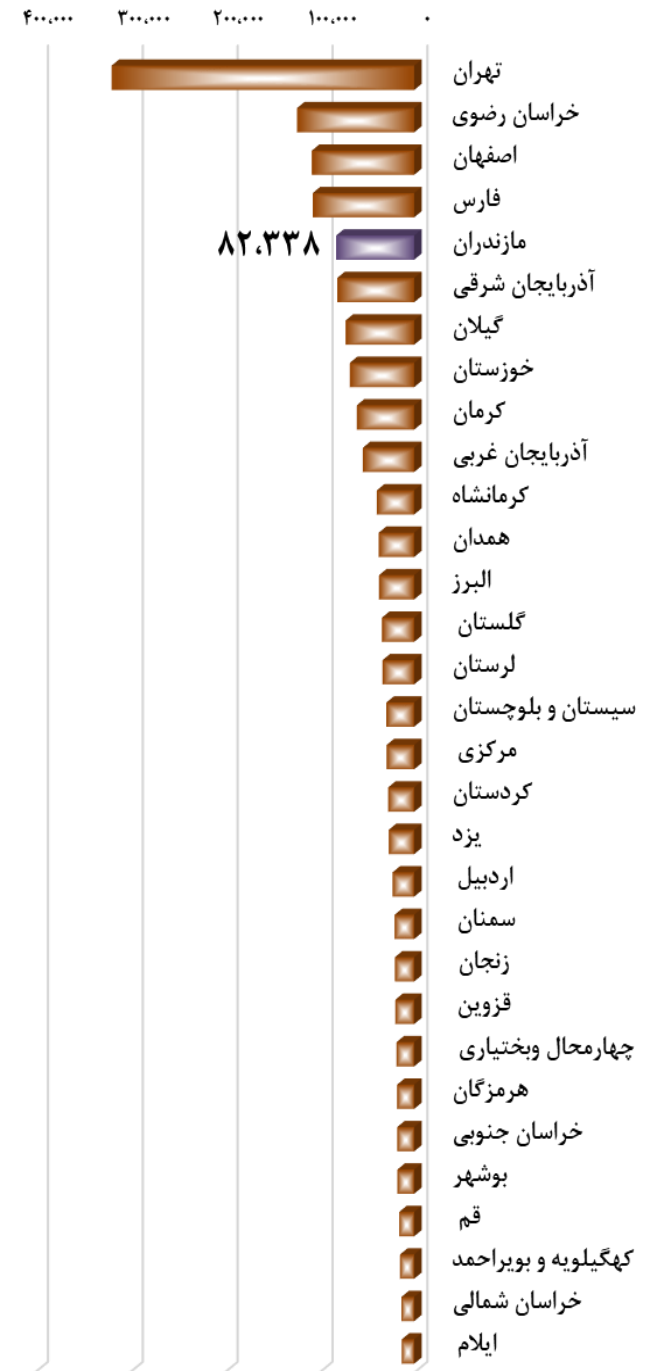 ۴۰۰،۰۰۰ ۳۰۰،۰۰۰ ۲۰۰،۰۰۰ ۱۰۰،۰۰۰ ۰
تهران
خراسان رضوی
اصفهان
فارس
مازندران ۸۲،۳۳۸
آذربایجان شرقی
گیلان
خوزستان
کرمان
آذربایجان غربی
کرمانشاه
همدان
البرز
گلستان
لرستان
سیستان و بلوچستان
مرکزی
کردستان
یزد
اردبیل
سمنان
زنجان
قزوین
چهارمحال وبختیاری
هرمزگان
خراسان جنوبی
بوشهر
قم
کهگیلویه و بویراحمد
خراسان شمالی
ایلام